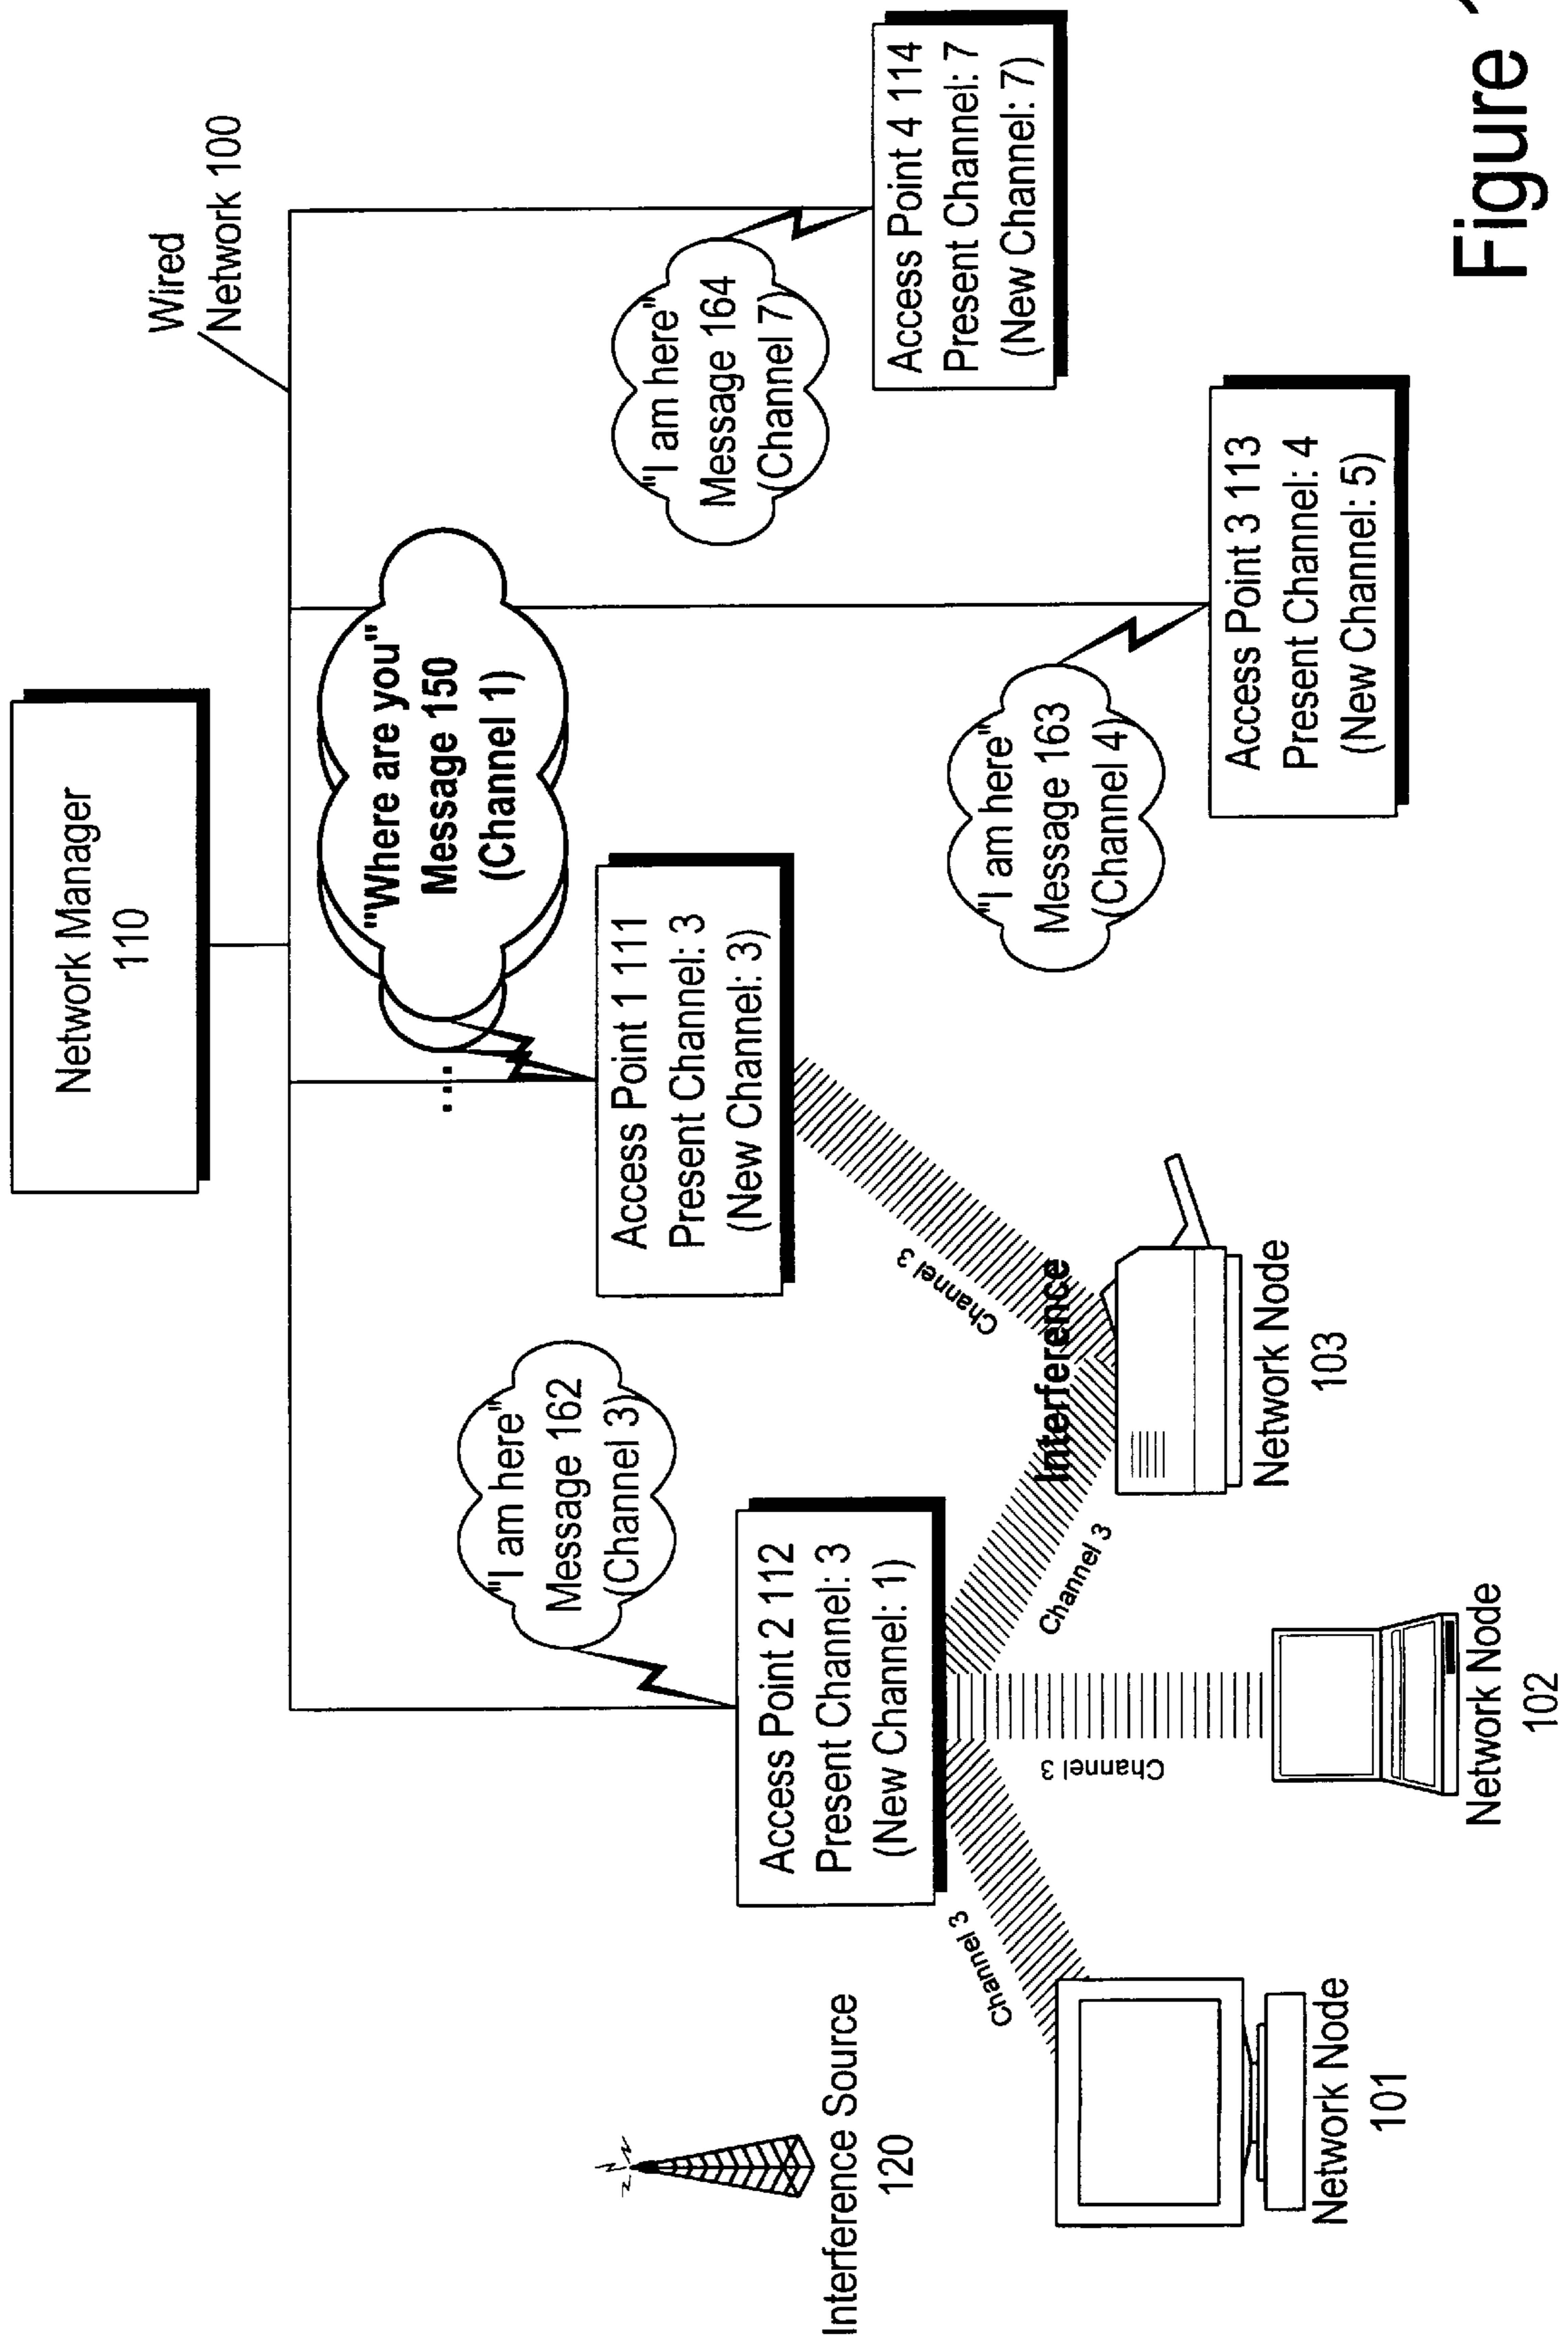 Network Manager
110
Wired
Network 100
"Where are you"
Message 150
(Channel 1)
...
"I am here"
Message 162
(Channel 3)
Access Point 1 111
Present Channel: 3
(New Channel: 3)
"I am here"
Message 164
(Channel 7)
Access Point 2 112
Present Channel: 3
(New Channel: 1)
Access Point 4 114
Present Channel: 7
(New Channel: 7)
"I am here"
Message 163
(Channel 4)
Access Point 3 113
Present Channel: 4
(New Channel: 5)
Interference Source
120
Channel 3
Channel 3
Channel 3
Channel 3
Interference
Network Node
101
Network Node
102
Network Node
103
Figure